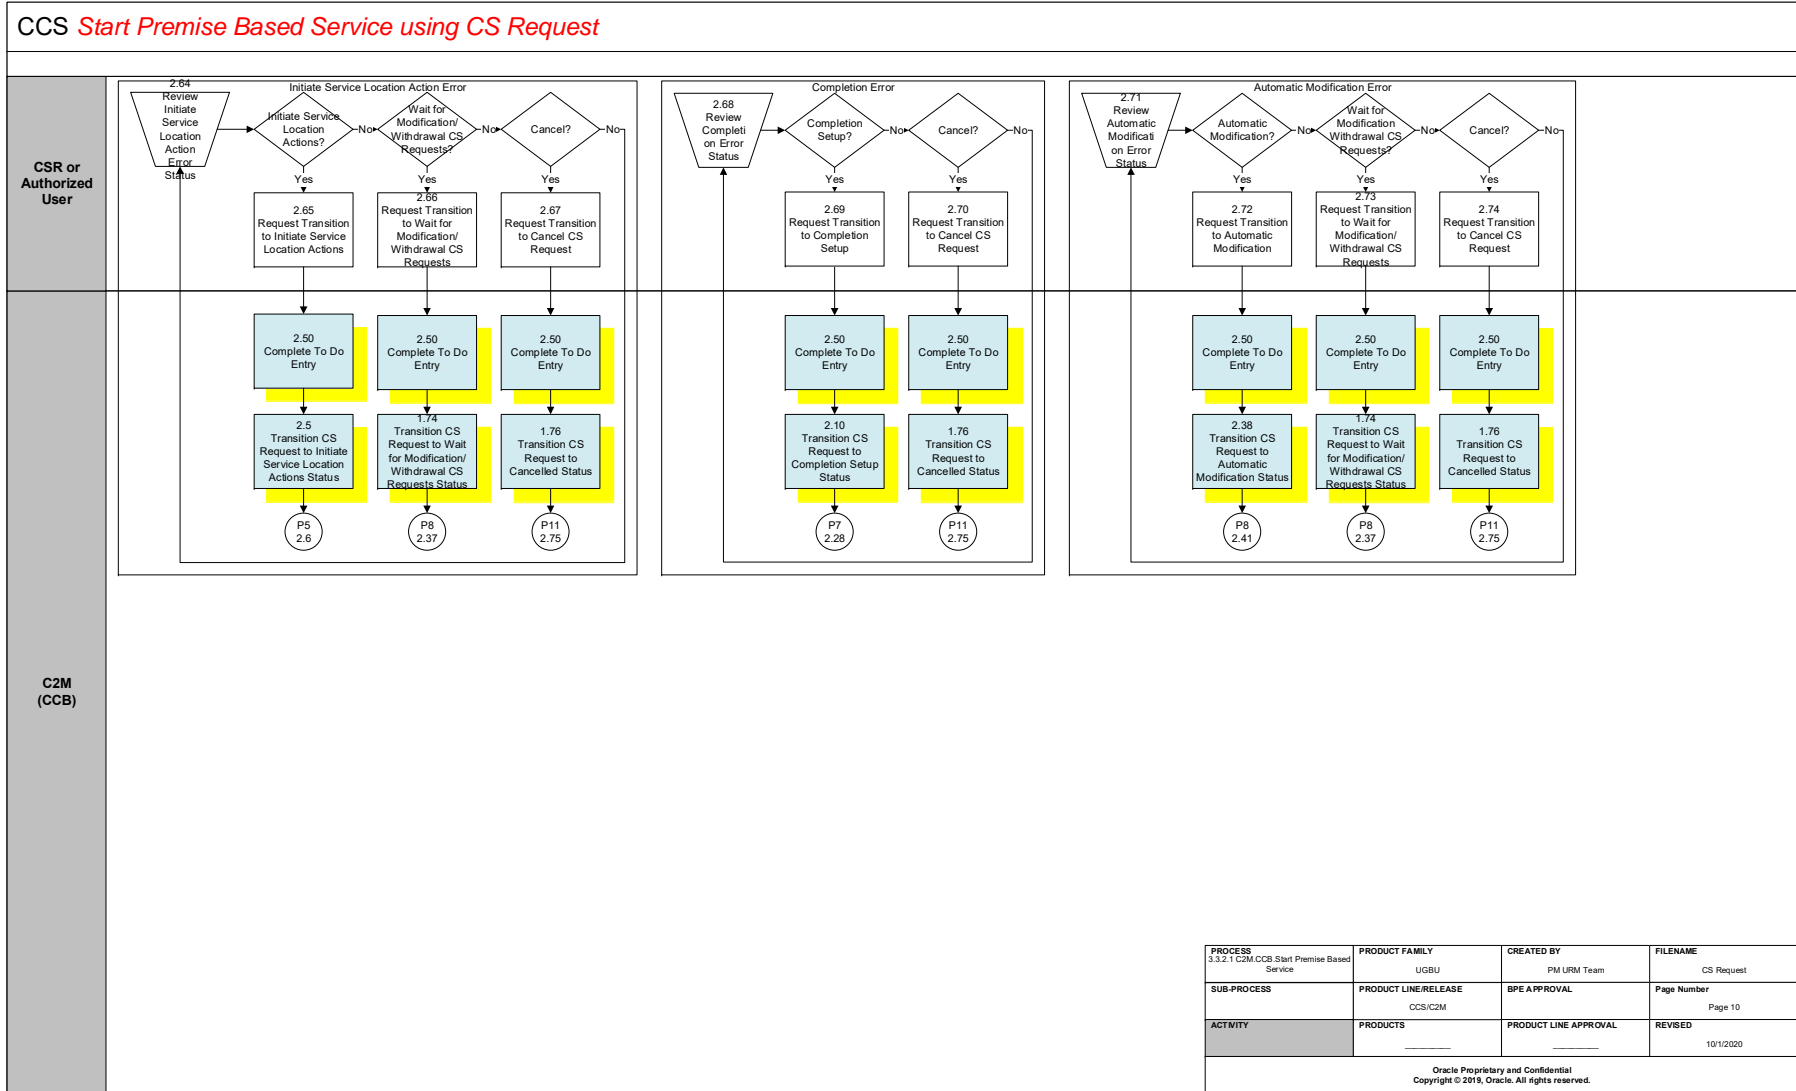 CCS Start Premise Based Service using CS Request
CSR or
Authorized
User
Initiate Service Location Action Error
2.64
Review
Initiate
Service
Location
Action
Error
Status
Initiate Service
Location
Actions?
No
Wait for
Modification/
Withdrawal CS
Requests?
No
Cancel?
No
Yes
Yes
Yes
2.65
Request Transition
to Initiate Service
Location Actions
2.66
Request Transition
to Wait for
Modification/
Withdrawal CS
Requests
2.67
Request Transition
to Cancel CS
Request
Completion Error
2.68
Review
Completi
on Error
Status
Completion
Setup?
No
Cancel?
No
Yes
Yes
2.69
Request Transition
to Completion
Setup
2.70
Request Transition
to Cancel CS
Request
Automatic Modification Error
2.71
Review
Automatic
Modificati
on Error
Status
Automatic
Modification?
No
Wait for
Modification
Withdrawal CS
Requests?
No
Cancel?
No
Yes
Yes
Yes
2.72
Request Transition
to Automatic
Modification
2.73
Request Transition
to Wait for
Modification/
Withdrawal CS
Requests
2.74
Request Transition
to Cancel CS
Request
C2M
(CCB)
2.50
Complete To Do
Entry
2.50
Complete To Do
Entry
2.50
Complete To Do
Entry
2.5
Transition CS
Request to Initiate
Service Location
Actions Status
1.74
Transition CS
Request to Wait
for Modification/
Withdrawal CS
Requests Status
1.76
Transition CS
Request to
Cancelled Status
P5
2.6
P8
2.37
P11
2.75
2.50
Complete To Do
Entry
2.50
Complete To Do
Entry
2.10
Transition CS
Request to
Completion Setup
Status
1.76
Transition CS
Request to
Cancelled Status
P7
2.28
P11
2.75
2.50
Complete To Do
Entry
2.50
Complete To Do
Entry
2.50
Complete To Do
Entry
2.38
Transition CS
Request to
Automatic
Modification Status
1.74
Transition CS
Request to Wait
for Modification/
Withdrawal CS
Requests Status
1.76
Transition CS
Request to
Cancelled Status
P8
2.41
P8
2.37
P11
2.75
PROCESS
3.3.2.1 C2M.CCB.Start Premise Based
Service
PRODUCT FAMILY
UGBU
CREATED BY
PM URM Team
FILENAME
CS Request
SUB-PROCESS
PRODUCT LINE/RELEASE
CCS/C2M
BPE APPROVAL
Page Number
Page 10
ACTIVITY
PRODUCTS
PRODUCT LINE APPROVAL
REVISED
10/1/2020
Oracle Proprietary and Confidential
Copyright © 2019, Oracle. All rights reserved.